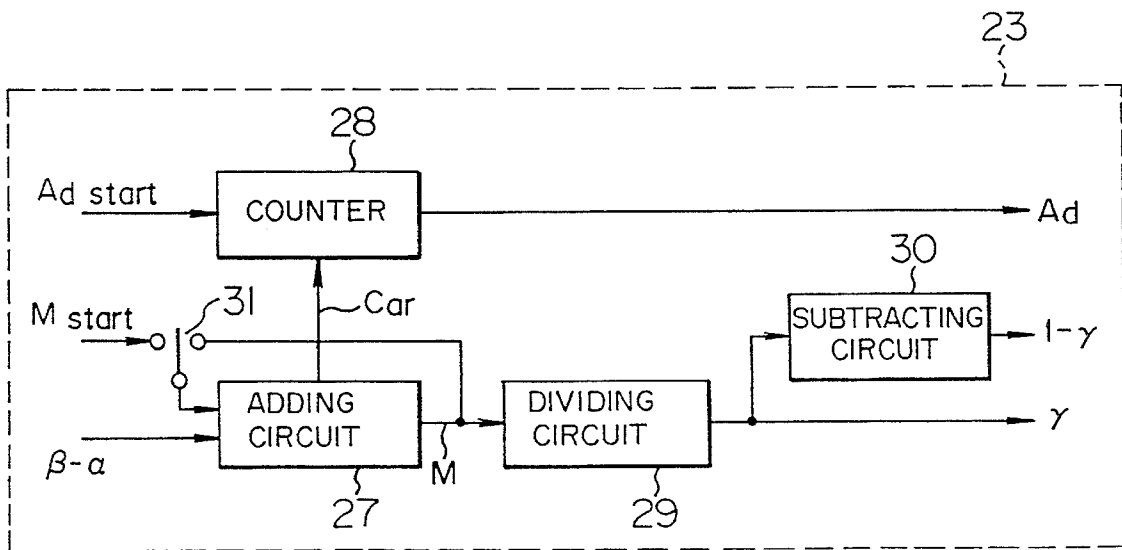 23
28
Ad start
COUNTER
Ad
30
31
Car
M start
SUBTRACTING
CIRCUIT
1-γ
ADDING
CIRCUIT
DIVIDING
CIRCUIT
γ
β-α
M
27
29